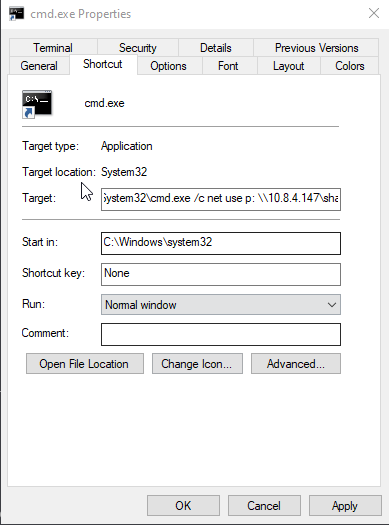 cmd.exe Properties
Terminal Security Details Previous Versions
General Shortcut Options Font Layout Colors
C:\
cmd.exe
Target type: Application
Target location: System32
Target: System32\cmd.exe /c net use p: \\10.8.4.147\sha
Start in: C:\Windows\system32
Shortcut key: None
Run: Normal window
Comment:
Open File Location Change Icon... Advanced...
OK Cancel Apply